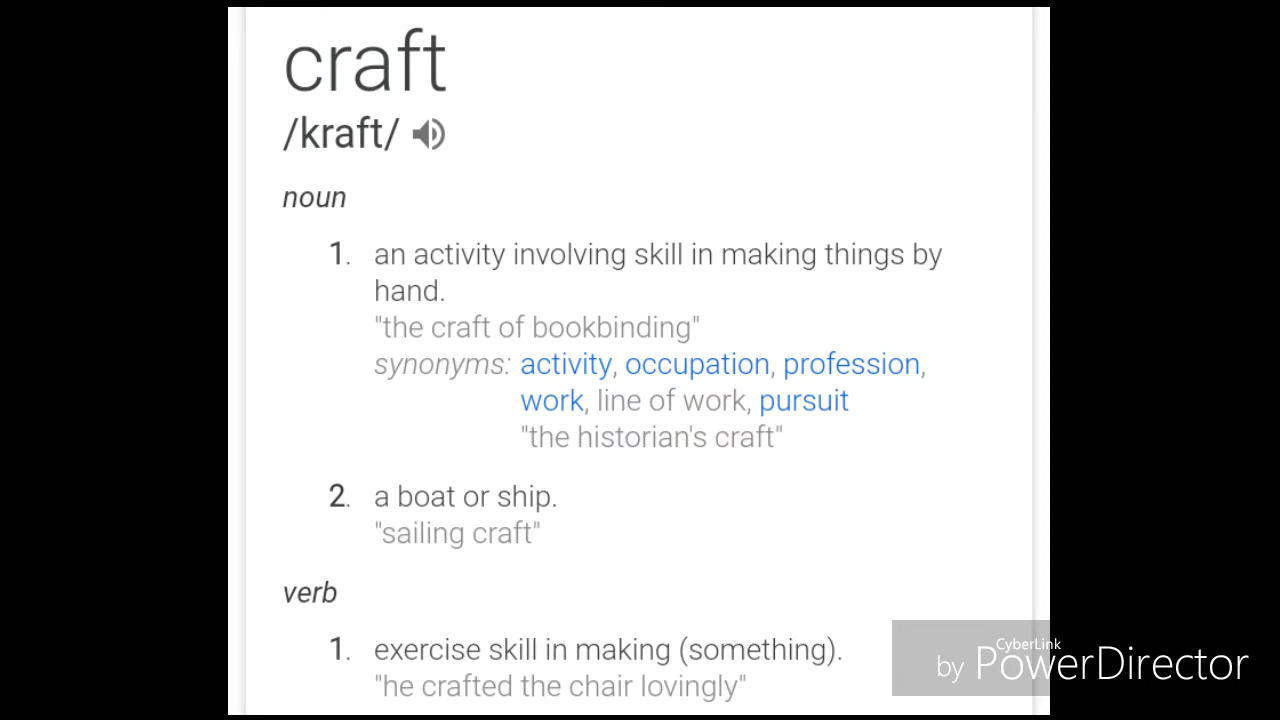 craft
/kraft/
noun
1. an activity involving skill in making things by
hand.
"the craft of bookbinding"
synonyms: activity, occupation, profession,
work, line of work, pursuit
"the historian's craft"
2. a boat or ship.
"sailing craft"
verb
1. exercise skill in making (something).
"he crafted the chair lovingly"
CyberLink
by PowerDirector